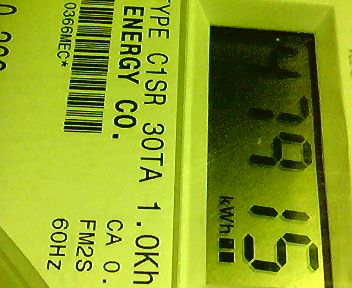 TYPE C1SR 30TA 1.0Kh
ENERGY CO.
CA 0.
0366MEC*
FM2S
60HZ
47915
kWh